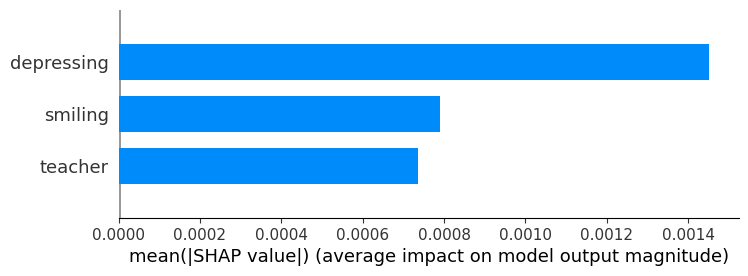 depressing
smiling
teacher
0.0000 0.0002 0.0004 0.0006 0.0008 0.0010 0.0012 0.0014
mean(|SHAP value|) (average impact on model output magnitude)